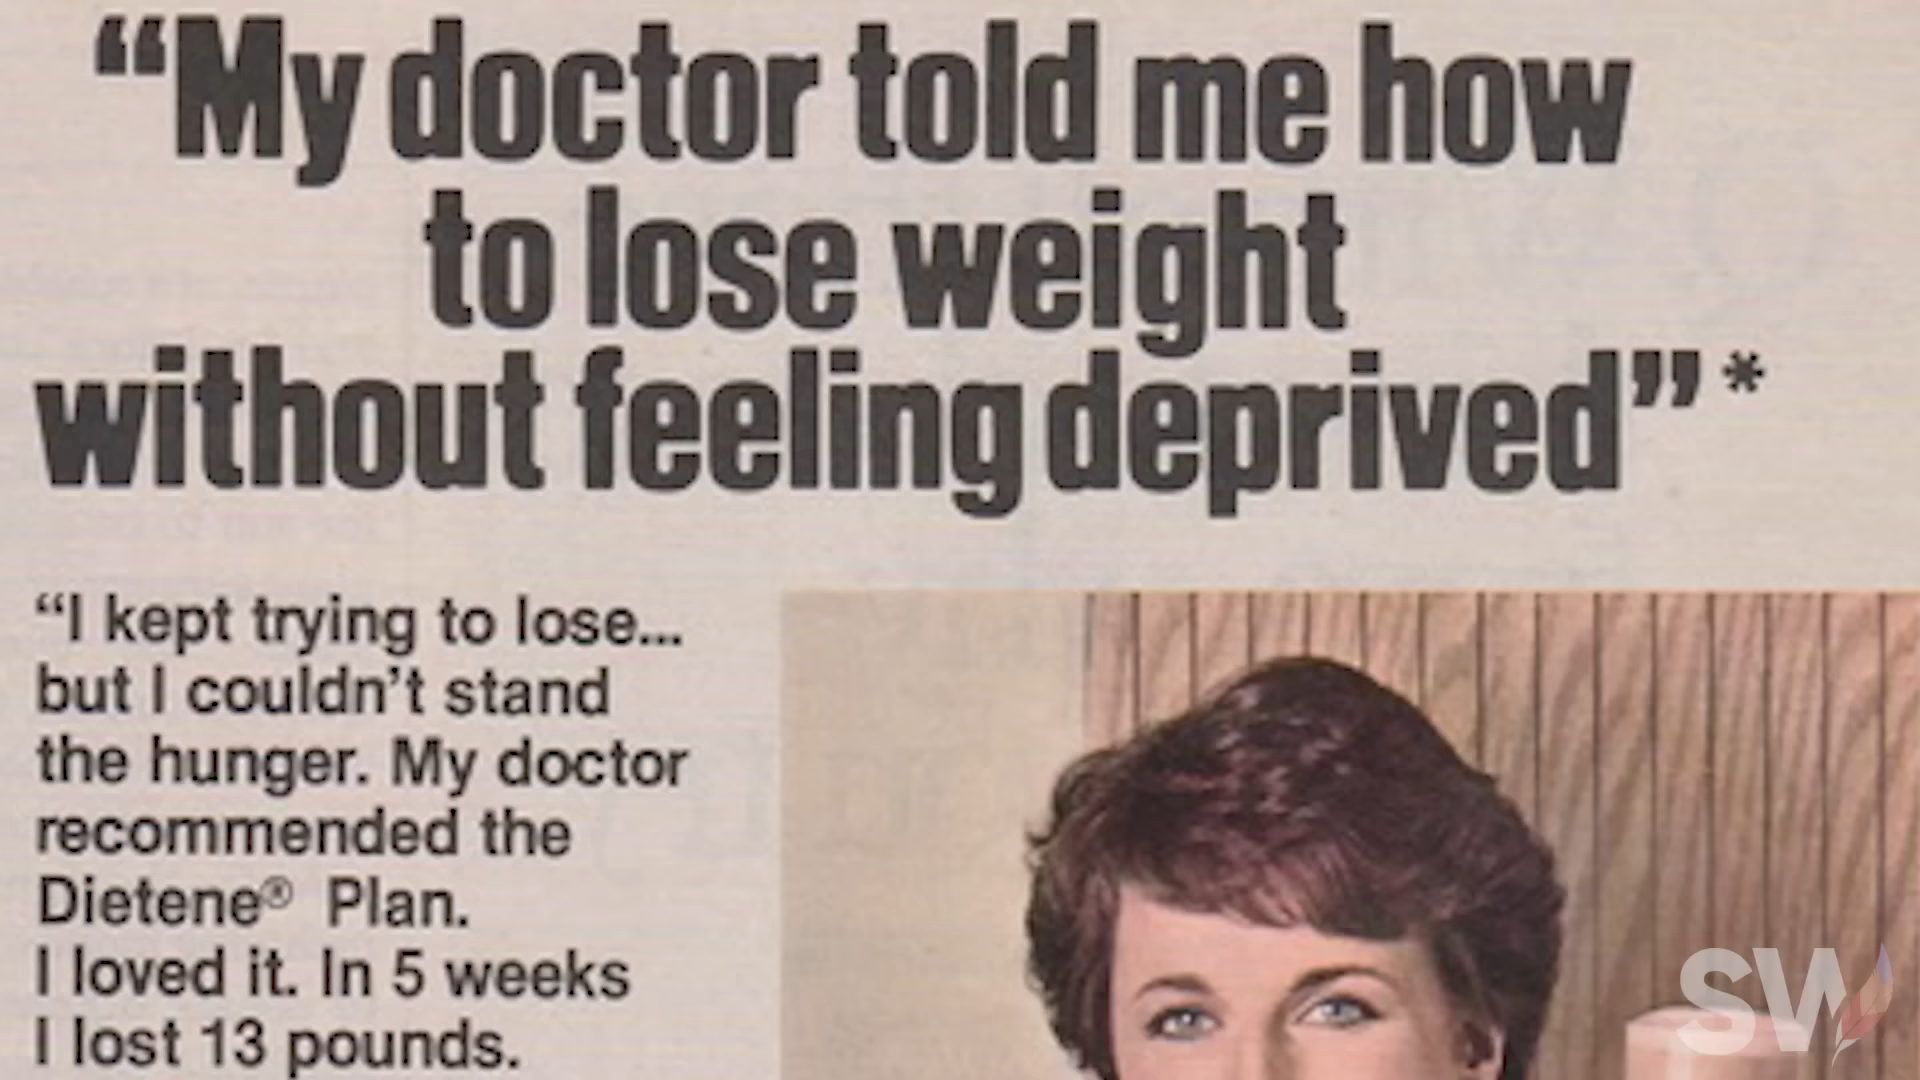 “My doctor told me how
to lose weight
without feeling deprived”*
“I kept trying to lose...
but I couldn’t stand
the hunger. My doctor
recommended the
Dietene® Plan.
I loved it. In 5 weeks
I lost 13 pounds.
SW